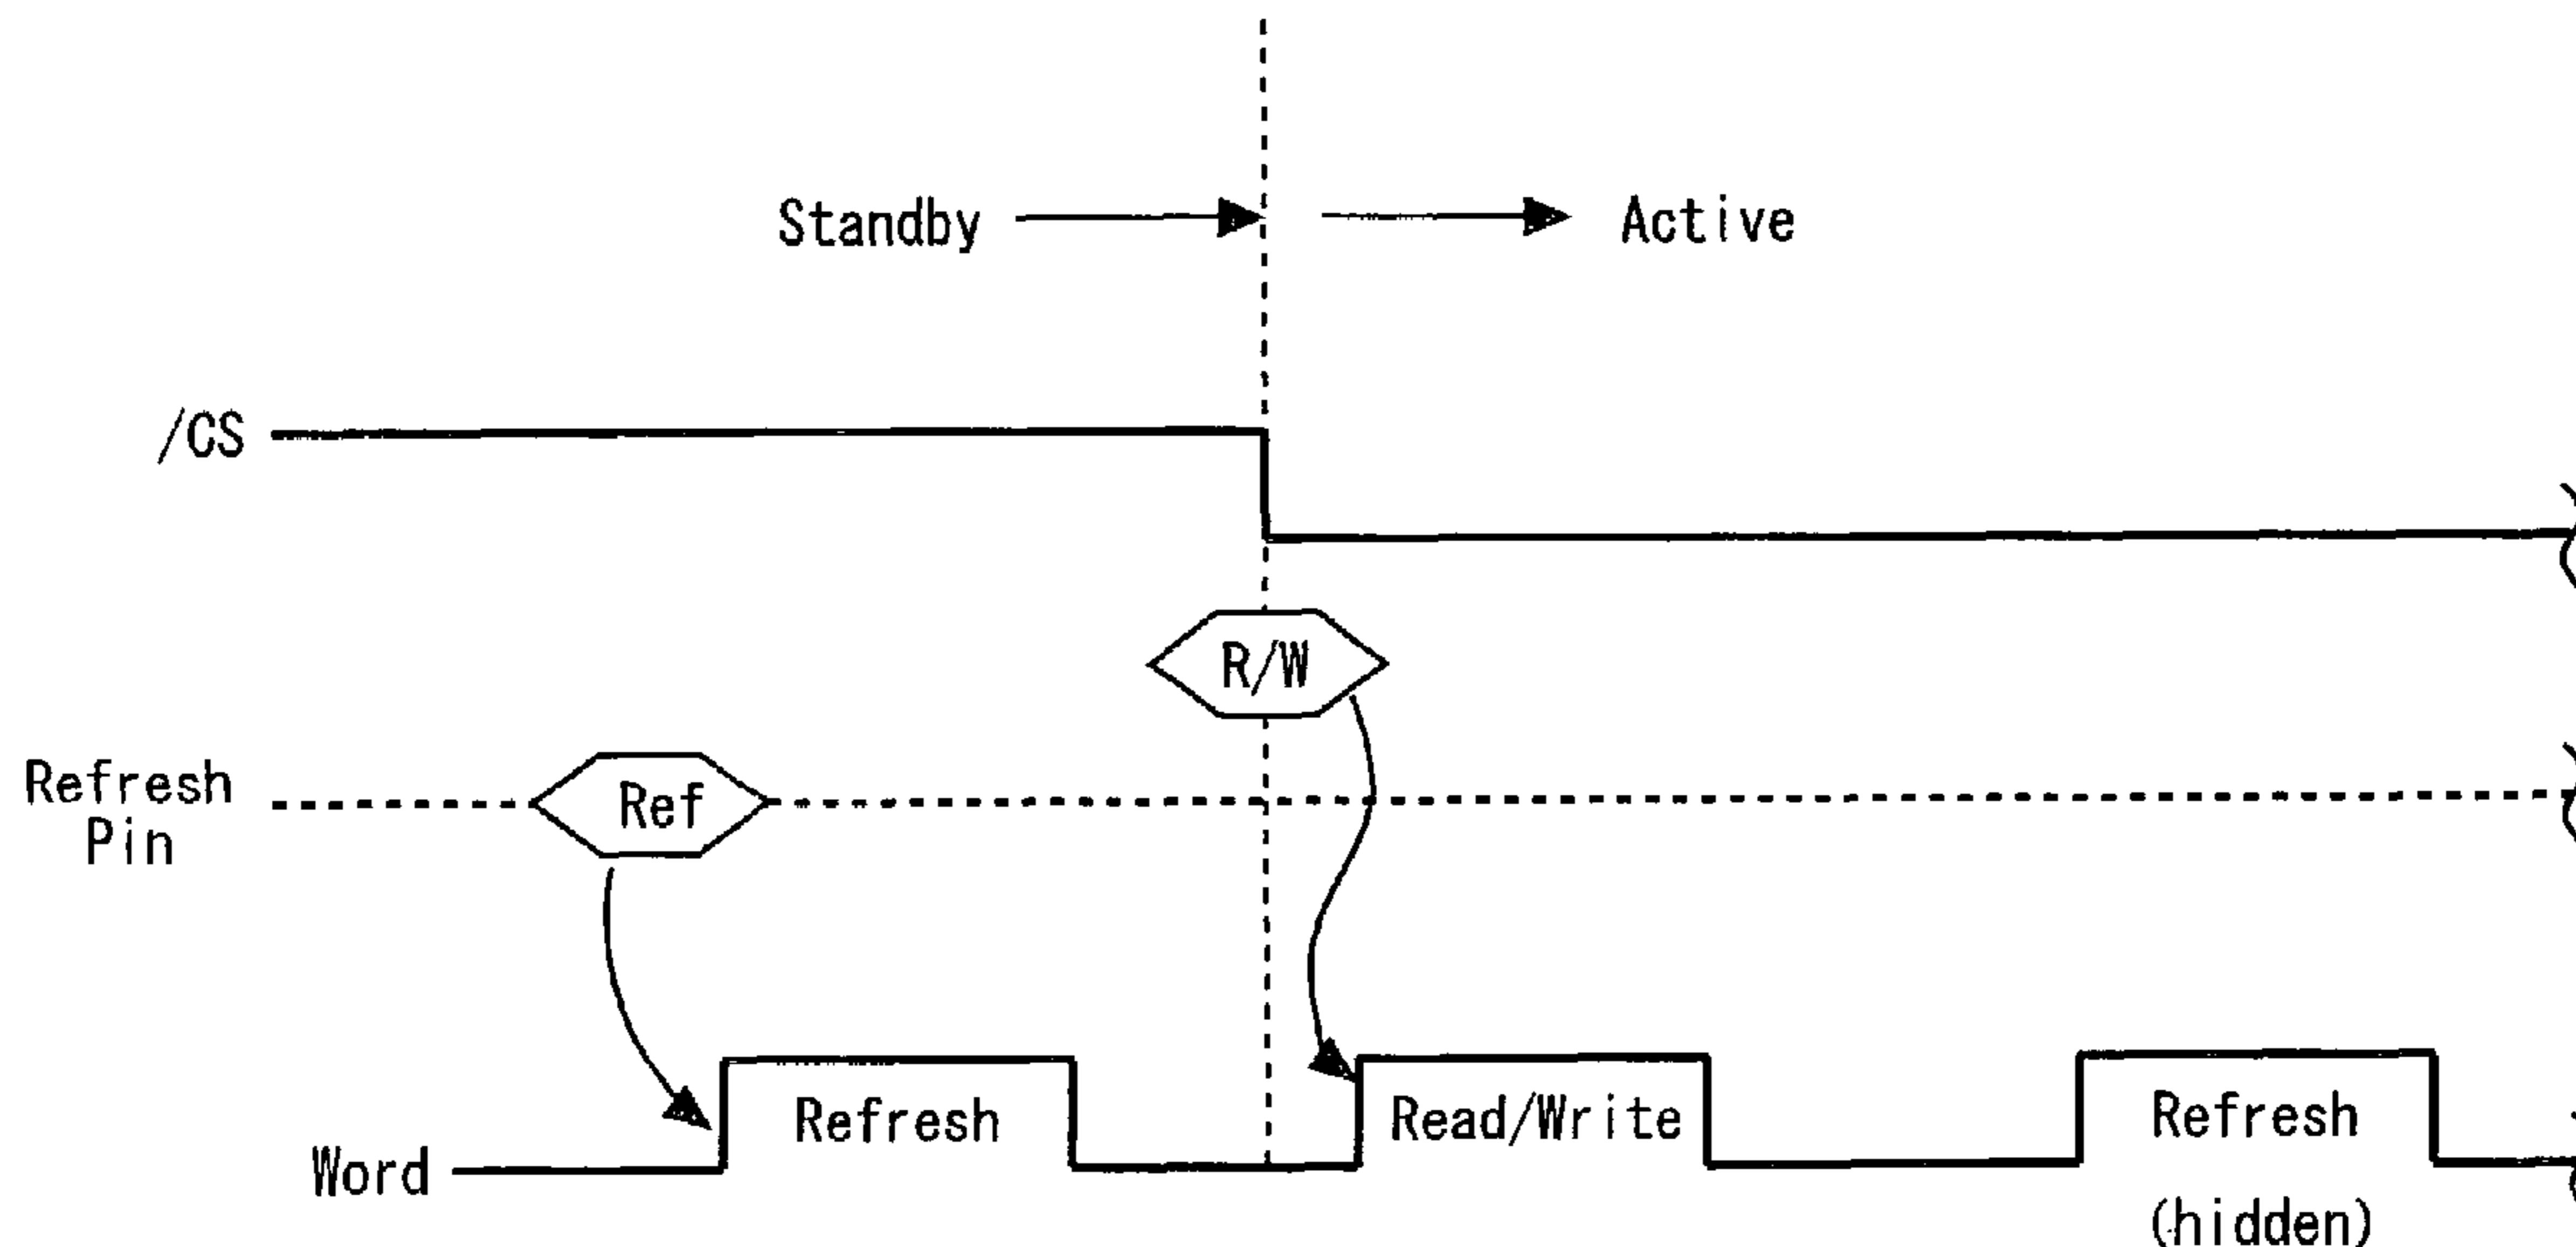 Standby
Active
/CS
R/W
Refresh
Pin
Ref
Refresh
Read/Write
Refresh
Word
(hidden)